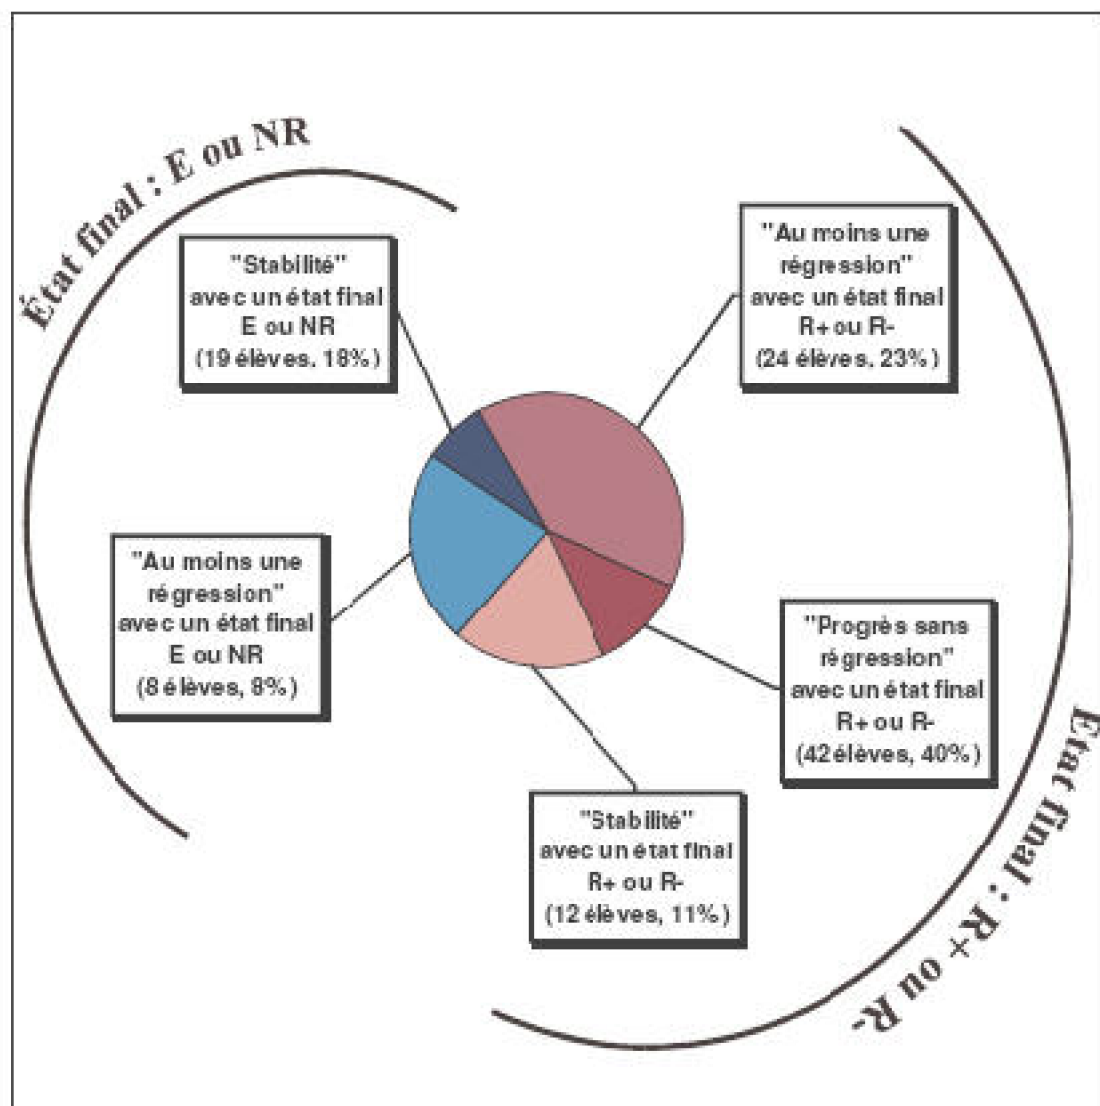 État final : E ou NR
"Stabilité"
avec un état final
E ou NR
(19 élèves. 18%)
"Au moins une
régression"
avec un état final
R+ ou R-
(24 élèves. 23%)
"Au moins une
régression"
avec un état final
E ou NR
(8 élèves, 8%)
"Progrès sans
régression"
avec un état final
R+ ou R-
(42 élèves, 40%)
"Stabilité"
avec un état final
R+ ou R-
(12 élèves, 11%)
État final : R+ ou R-